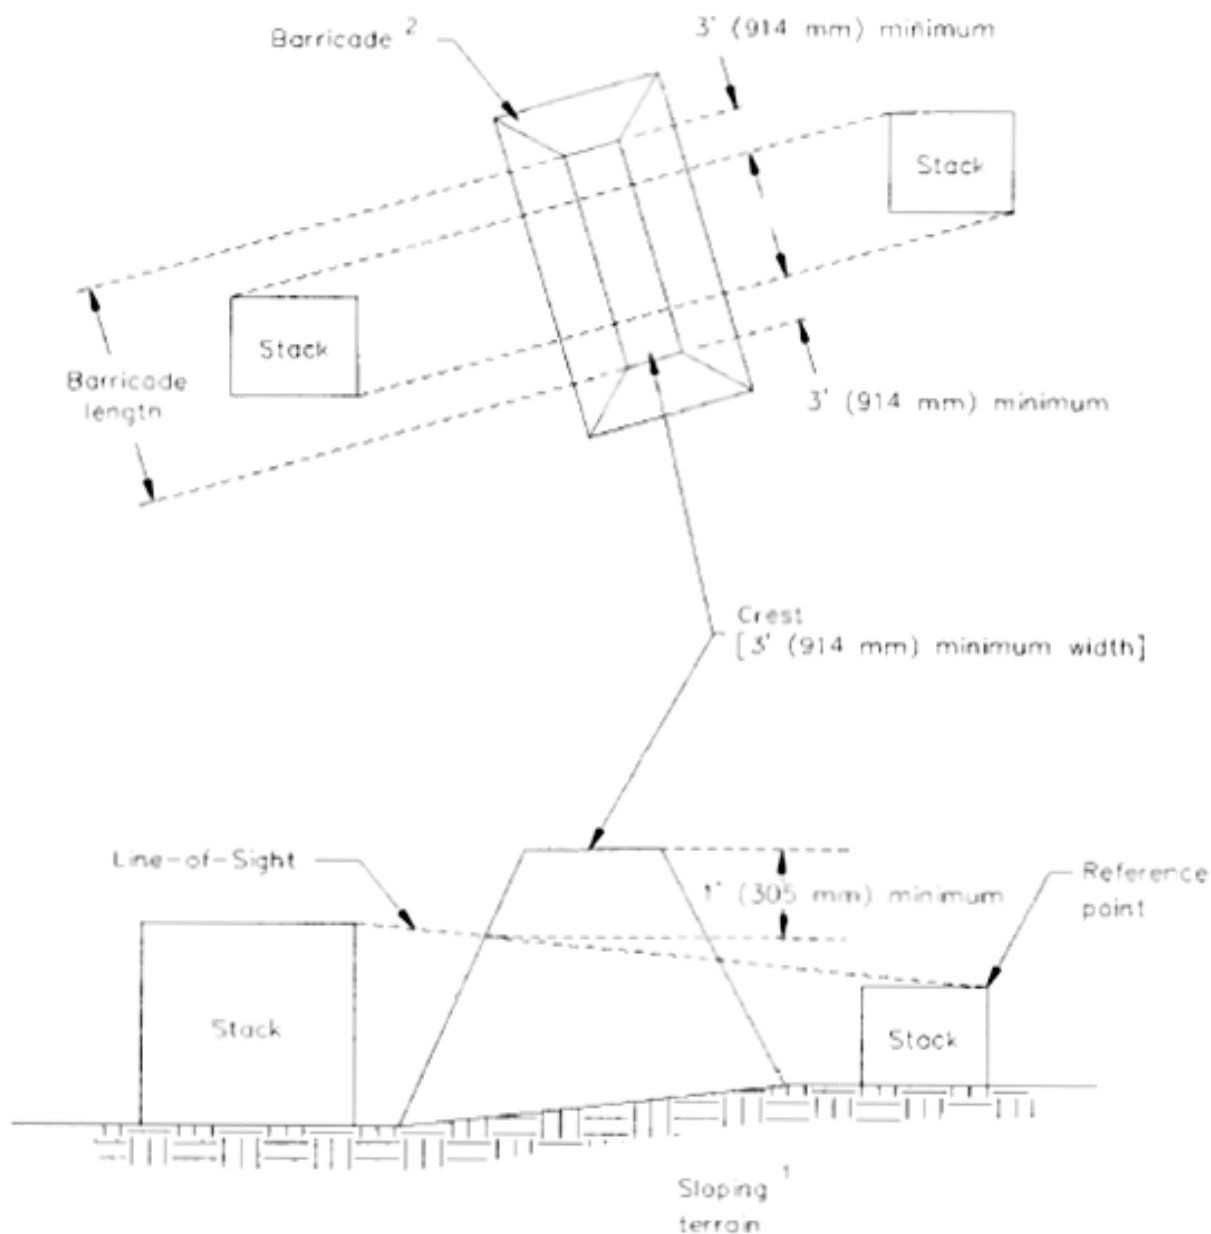 Barricade 2
3' (914 mm) minimum
Stack
Stack
Barricade
length
3' (914 mm) minimum
Crest
[3' (914 mm) minimum width]
Line-of-Sight
1' (305 mm) minimum
Reference
point
Stack
Stack
Sloping 1
terrain